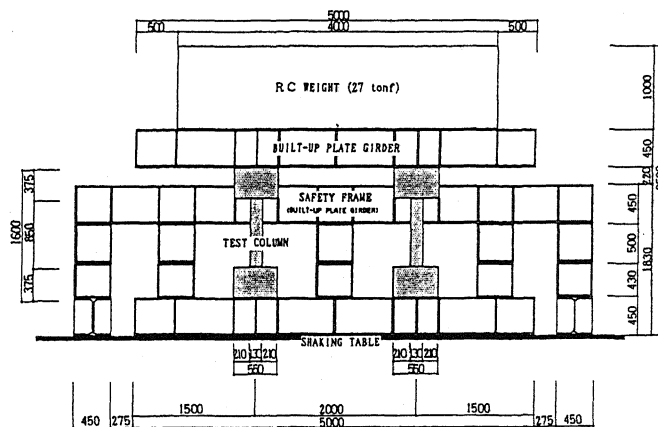 5000
500 4000 500
RC WEIGHT (27 tonf)
1000
BUILT-UP PLATE GIRDER
450
220
375
SAFETY FRAME
(BUILT-UP PLATE GIRDER)
450
1600
850
TEST COLUMN
500
1830
375
430
450
SHAKING TABLE
210 130 210
210 130 210
550
550
1500 2000 1500
450 275 5000 275 450